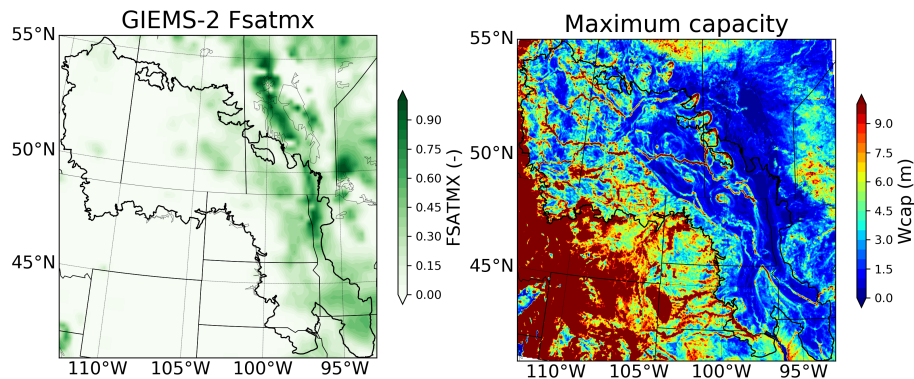 GIEMS-2 Fsatmx
55°N
50°N
45°N
110°W
105°W
100°W
95°W
0.90
0.75
0.60
0.45
0.30
0.15
0.00
FSATMX (-)
Maximum capacity
55°N
50°N
45°N
110°W
105°W
100°W
95°W
9.0
7.5
6.0
4.5
3.0
1.5
0.0
Wcap (m)